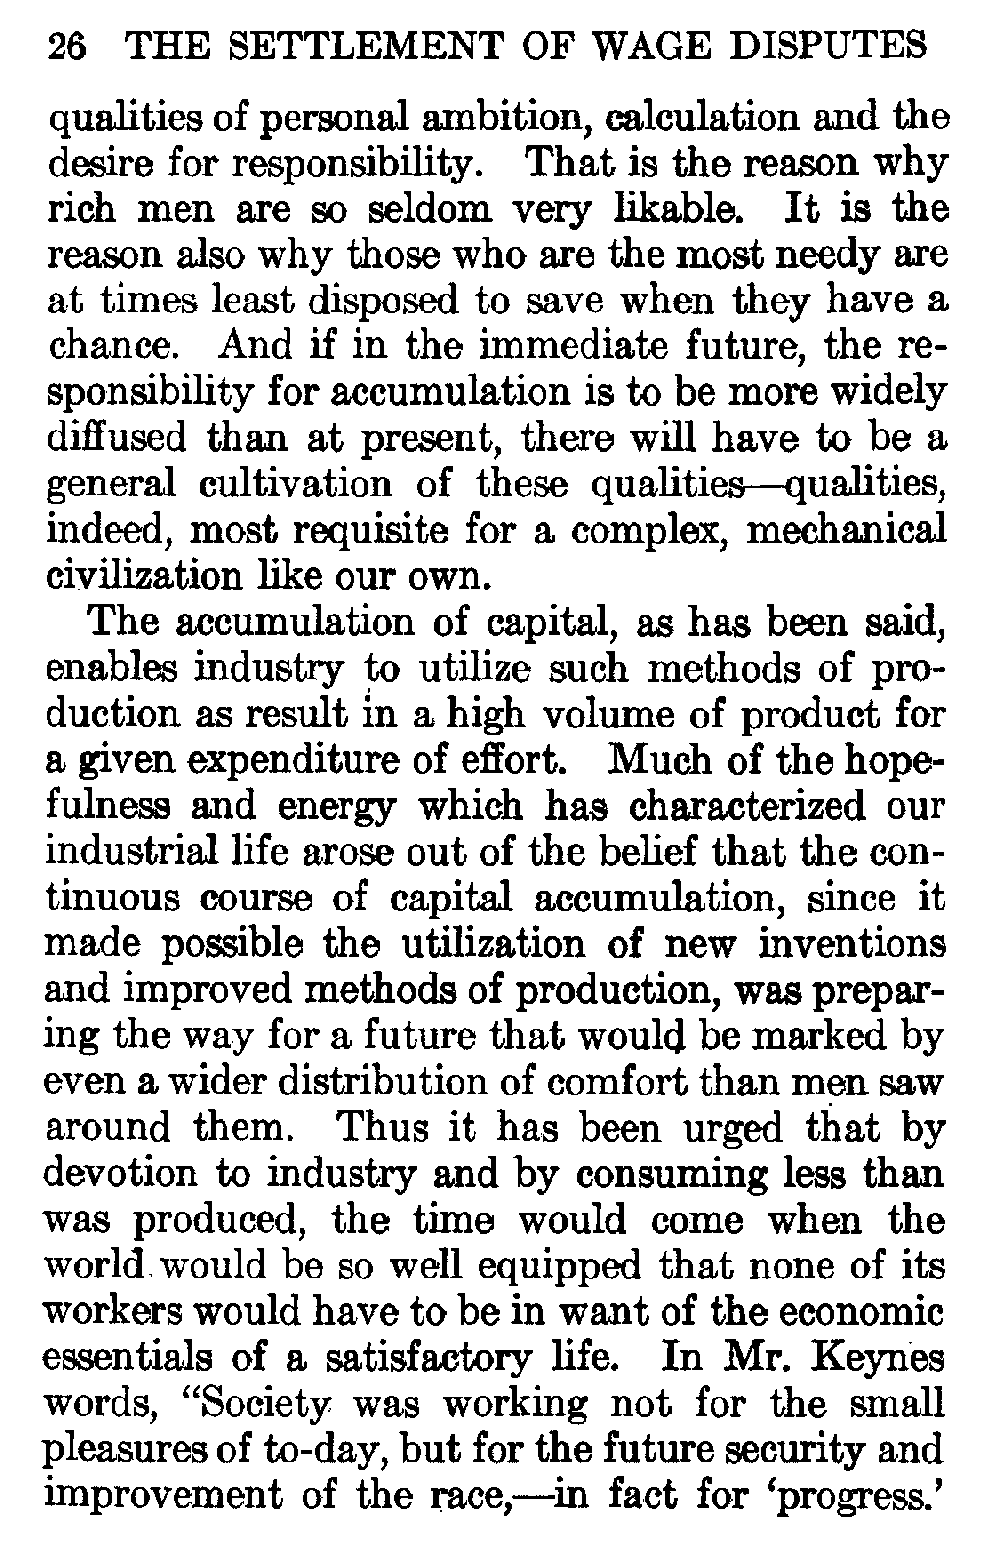 26 THE SETTLEMENT OF WAGE DISPUTES
qualities of personal ambition, calculation and the
desire for responsibility. That is the reason why
rich men are so seldom very likable. It is the
reason also why those who are the most needy are
at times least disposed to save when they have a
chance. And if in the immediate future, the re-
sponsibility for accumulation is to be more widely
diffused than at present, there will have to be a
general cultivation of these qualities—qualities,
indeed, most requisite for a complex, mechanical
civilization like our own.
The accumulation of capital, as has been said,
enables industry to utilize such methods of pro-
duction as result in a high volume of product for
a given expenditure of effort. Much of the hope-
fulness and energy which has characterized our
industrial life arose out of the belief that the con-
tinuous course of capital accumulation, since it
made possible the utilization of new inventions
and improved methods of production, was prepar-
ing the way for a future that would be marked by
even a wider distribution of comfort than men saw
around them. Thus it has been urged that by
devotion to industry and by consuming less than
was produced, the time would come when the
world would be so well equipped that none of its
workers would have to be in want of the economic
essentials of a satisfactory life. In Mr. Keynes
words, “Society was working not for the small
pleasures of to-day, but for the future security and
improvement of the race,—in fact for ‘progress.’